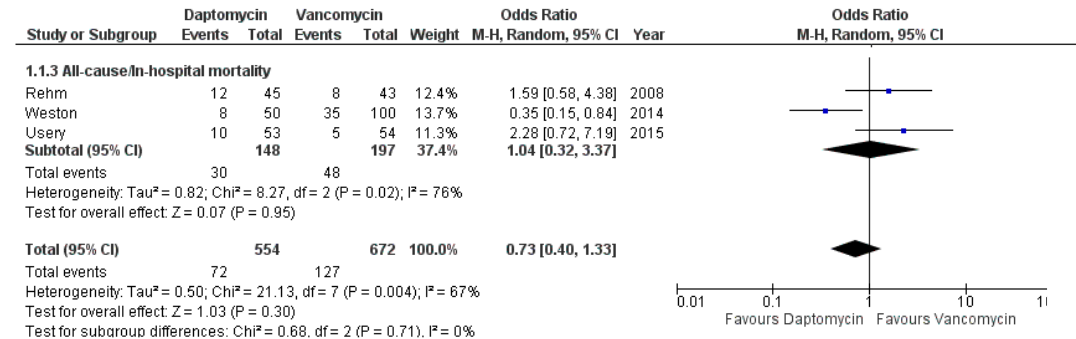 Daptomycin Vancomycin Odds Ratio Odds Ratio
Study or Subgroup Events Total Events Total Weight M-H, Random, 95% CI Year M-H, Random, 95% CI
1.1.3 All-cause/In-hospital mortality
Rehm 12 45 8 43 12.4% 1.59 [0.58, 4.38] 2008
Weston 8 50 35 100 13.7% 0.35 [0.15, 0.84] 2014
Usery 10 53 5 54 11.3% 2.28 [0.72, 7.19] 2015
Subtotal (95% CI) 148 197 37.4% 1.04 [0.32, 3.37]
Total events 30 48
Heterogeneity: Tau² = 0.82; Chi² = 8.27, df = 2 (P = 0.02); I² = 76%
Test for overall effect: Z = 0.07 (P = 0.95)
Total (95% CI) 554 672 100.0% 0.73 [0.40, 1.33]
Total events 72 127
Heterogeneity: Tau² = 0.50; Chi² = 21.13, df = 7 (P = 0.004); I² = 67%
Test for overall effect: Z = 1.03 (P = 0.30)
Test for subgroup differences: Chi² = 0.68, df = 2 (P = 0.71), I² = 0%
0.01 0.1 1 10
Favours Daptomycin Favours Vancomycin